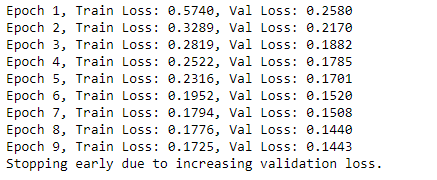 Epoch 1, Train Loss: 0.5740, Val Loss: 0.2580
Epoch 2, Train Loss: 0.3289, Val Loss: 0.2170
Epoch 3, Train Loss: 0.2819, Val Loss: 0.1882
Epoch 4, Train Loss: 0.2522, Val Loss: 0.1785
Epoch 5, Train Loss: 0.2316, Val Loss: 0.1701
Epoch 6, Train Loss: 0.1952, Val Loss: 0.1520
Epoch 7, Train Loss: 0.1794, Val Loss: 0.1508
Epoch 8, Train Loss: 0.1776, Val Loss: 0.1440
Epoch 9, Train Loss: 0.1725, Val Loss: 0.1443
Stopping early due to increasing validation loss.